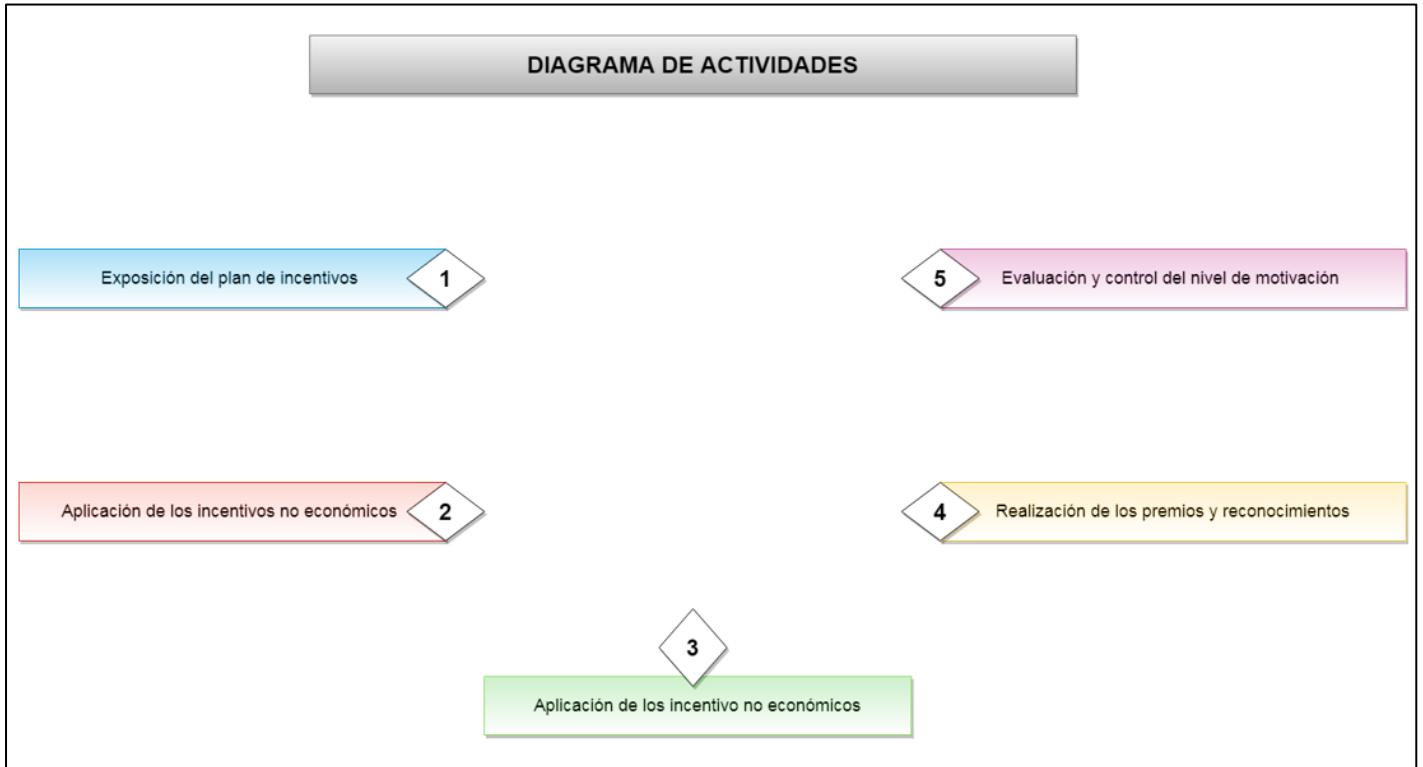 DIAGRAMA DE ACTIVIDADES
Exposición del plan de incentivos
1
5
Evaluación y control del nivel de motivación
Aplicación de los incentivos no económicos
2
4
Realización de los premios y reconocimientos
3
Aplicación de los incentivo no económicos